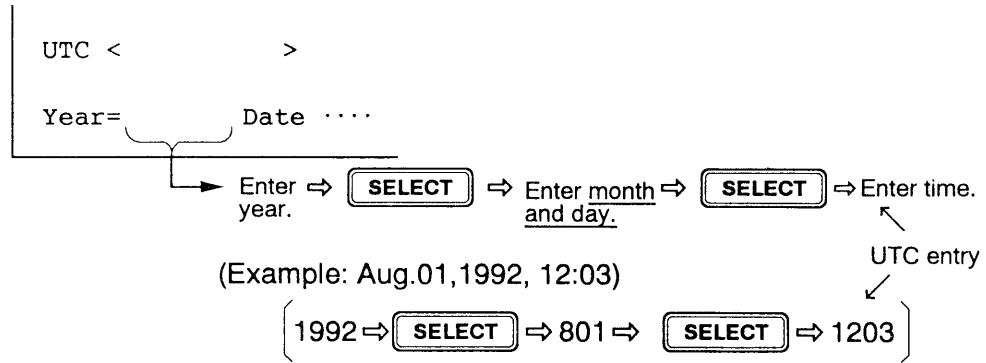 UTC <            >
Year=          Date ····
Enter year. ⇨ SELECT ⇨ Enter month and day. ⇨ SELECT ⇨ Enter time.
UTC entry
(Example: Aug.01,1992, 12:03)
(1992 ⇨ SELECT ⇨ 801 ⇨ SELECT ⇨ 1203)